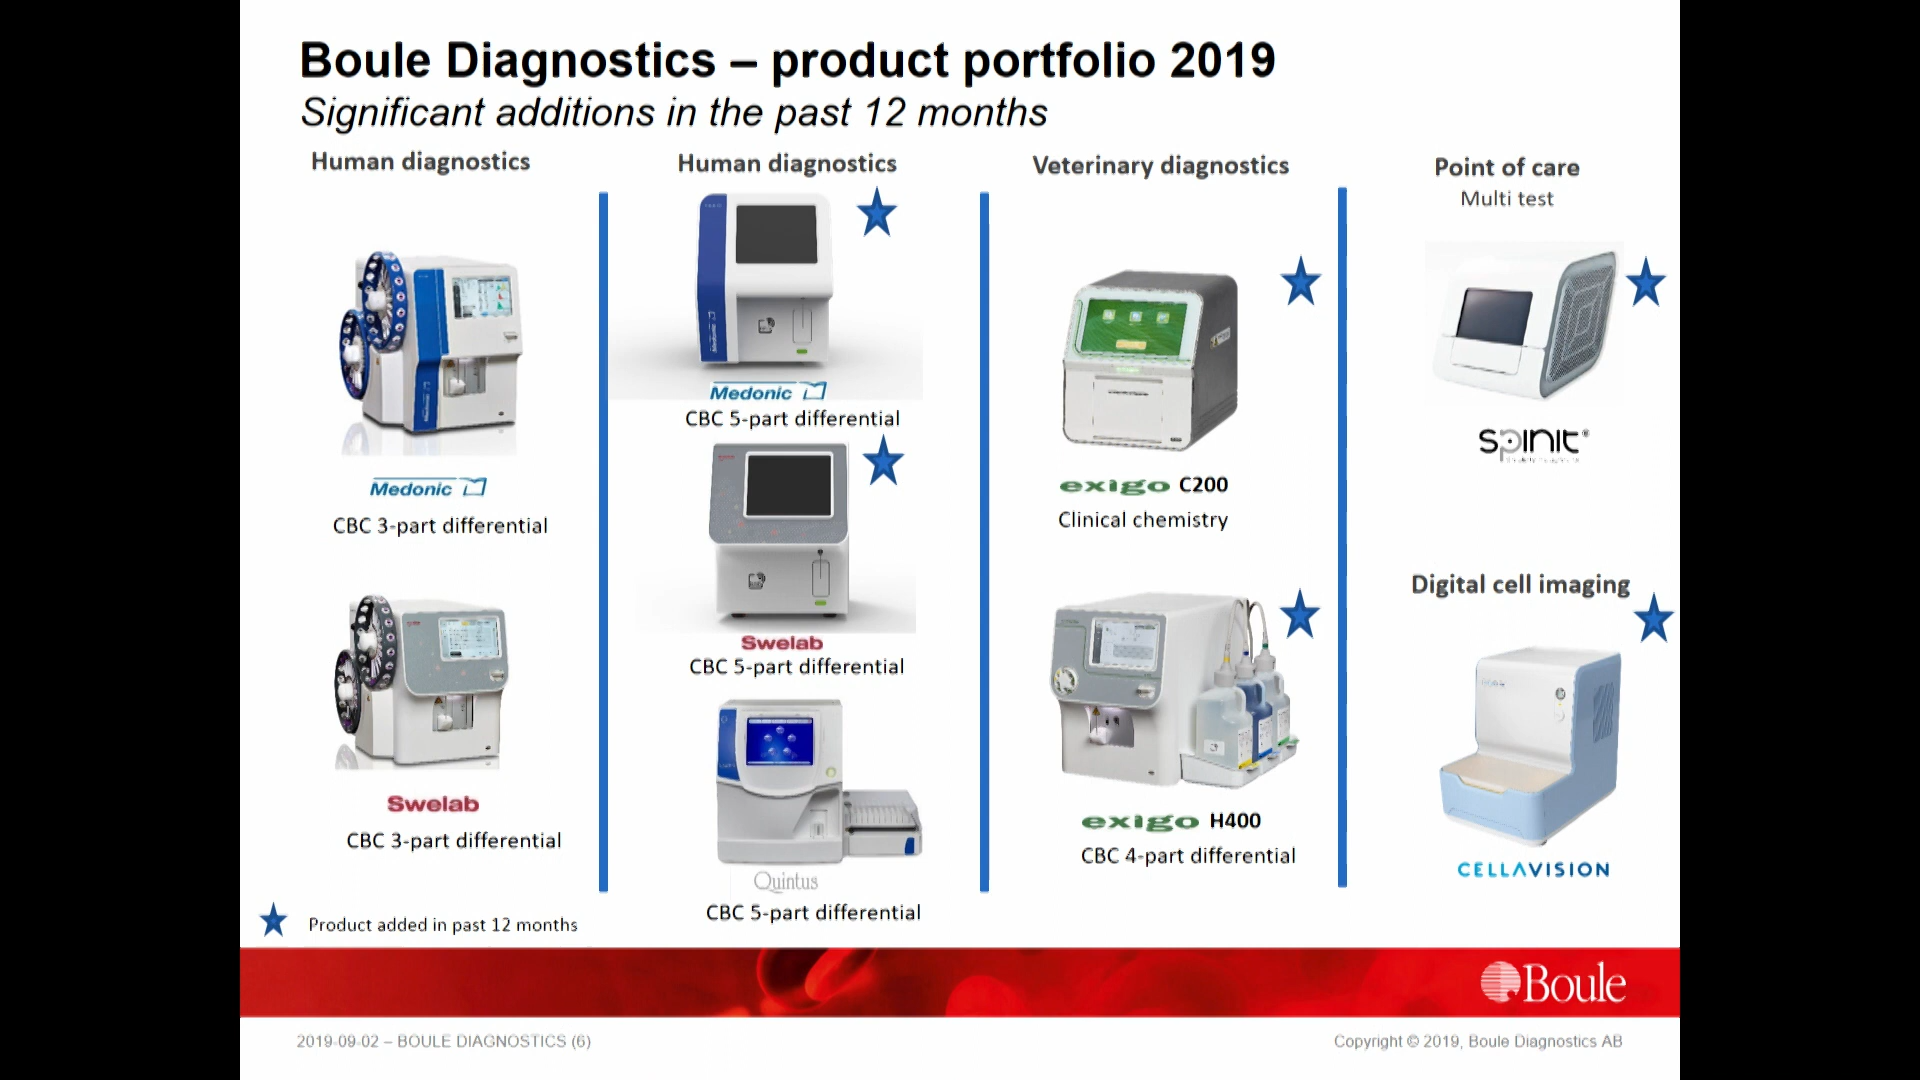 Boule Diagnostics – product portfolio 2019
Significant additions in the past 12 months
Human diagnostics
Medonic
CBC 3-part differential
Swelab
CBC 3-part differential
Human diagnostics
Medonic
Medonic
CBC 5-part differential
Swelab
CBC 5-part differential
Quintus
CBC 5-part differential
Veterinary diagnostics
exigo C200
Clinical chemistry
exigo H400
CBC 4-part differential
Point of care
Multi test
spinit®
Digital cell imaging
CELLAVISION
Product added in past 12 months
Boule
2019-09-02 – BOULE DIAGNOSTICS (6)
Copyright © 2019, Boule Diagnostics AB